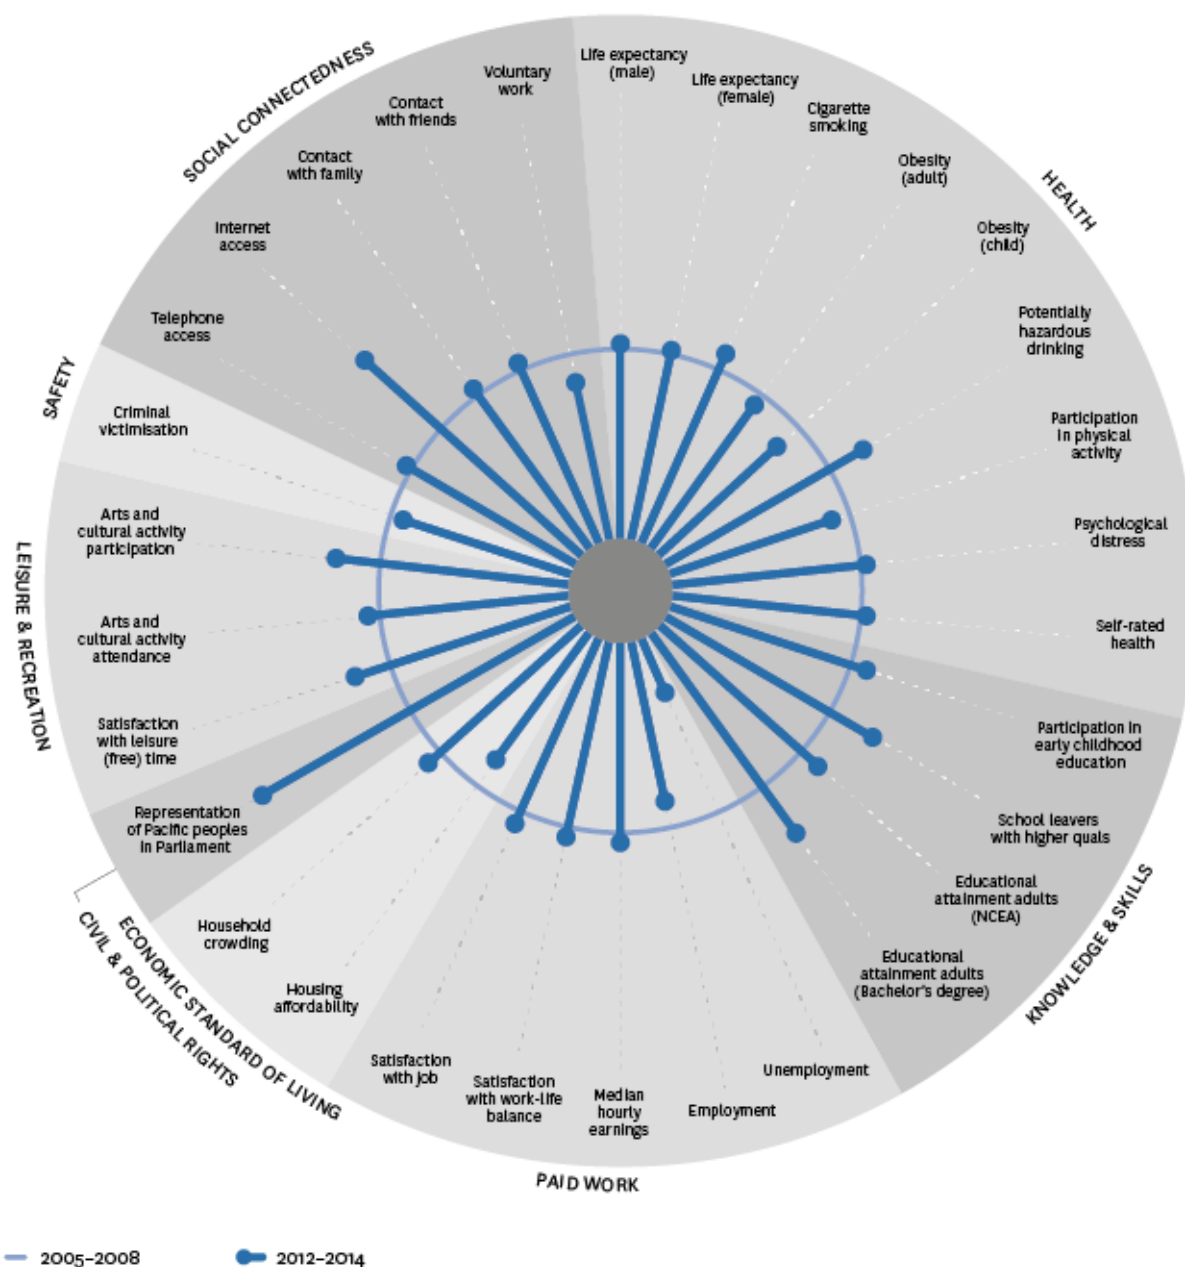 SOCIAL CONNECTEDNESS
Voluntary
work
Contact
with friends
Contact
with family
Internet
access
Telephone
access
HEALTH
Life expectancy
(male)
Life expectancy
(female)
Cigarette
smoking
Obesity
(adult)
Obesity
(child)
Potentially
hazardous
drinking
Participation
in physical
activity
Psychological
distress
Self-rated
health
KNOWLEDGE & SKILLS
Participation in
early childhood
education
School leavers
with higher quals
Educational
attainment adults
(NCEA)
Educational
attainment adults
(Bachelor's degree)
PAID WORK
Unemployment
Employment
Median
hourly
earnings
Satisfaction
with work-life
balance
Satisfaction
with job
ECONOMIC STANDARD OF LIVING
Housing
affordability
Household
crowding
CIVIL & POLITICAL RIGHTS
Representation
of Pacific peoples
in Parliament
LEISURE & RECREATION
Satisfaction
with leisure
(free) time
Arts and
cultural activity
attendance
Arts and
cultural activity
participation
SAFETY
Criminal
victimisation
2005–2008
2012–2014